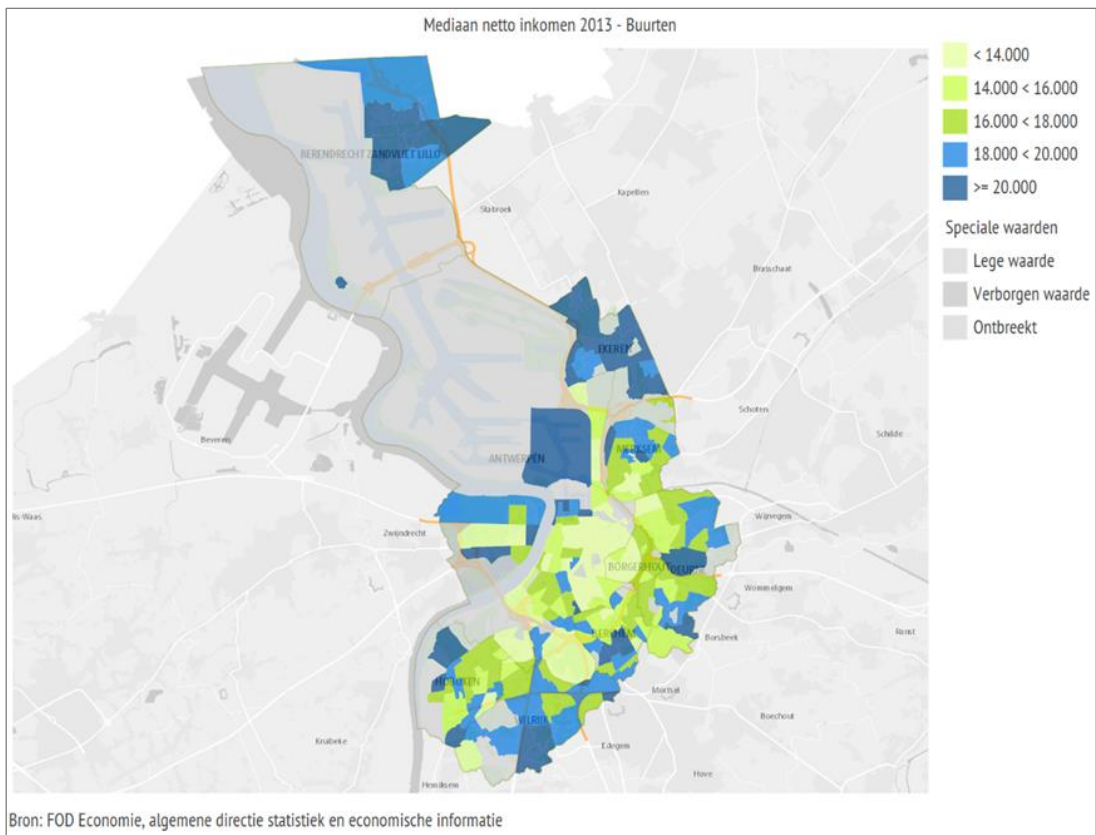 Mediaan netto inkomen 2013 - Buurten
< 14.000
14.000 < 16.000
16.000 < 18.000
18.000 < 20.000
>= 20.000
Speciale waarden
Lege waarde
Verborgen waarde
Ontbreekt
BERENDRECHT ZANDVLIET LILLO
Stabroek
Kapellen
Brasschaat
EKEREN
Schoten
Schilde
Beveren
ANTWERPEN
MERKSEM
Zwijndrecht
Wijnegem
BORGERHOUT
DEURNE
Wommelgem
Ranst
BERCHEM
Borsbeek
HOBOKEN
Mortsel
WILRIJK
Boechout
Kruibeke
Edegem
Hove
Hemiksem
Bron: FOD Economie, algemene directie statistiek en economische informatie